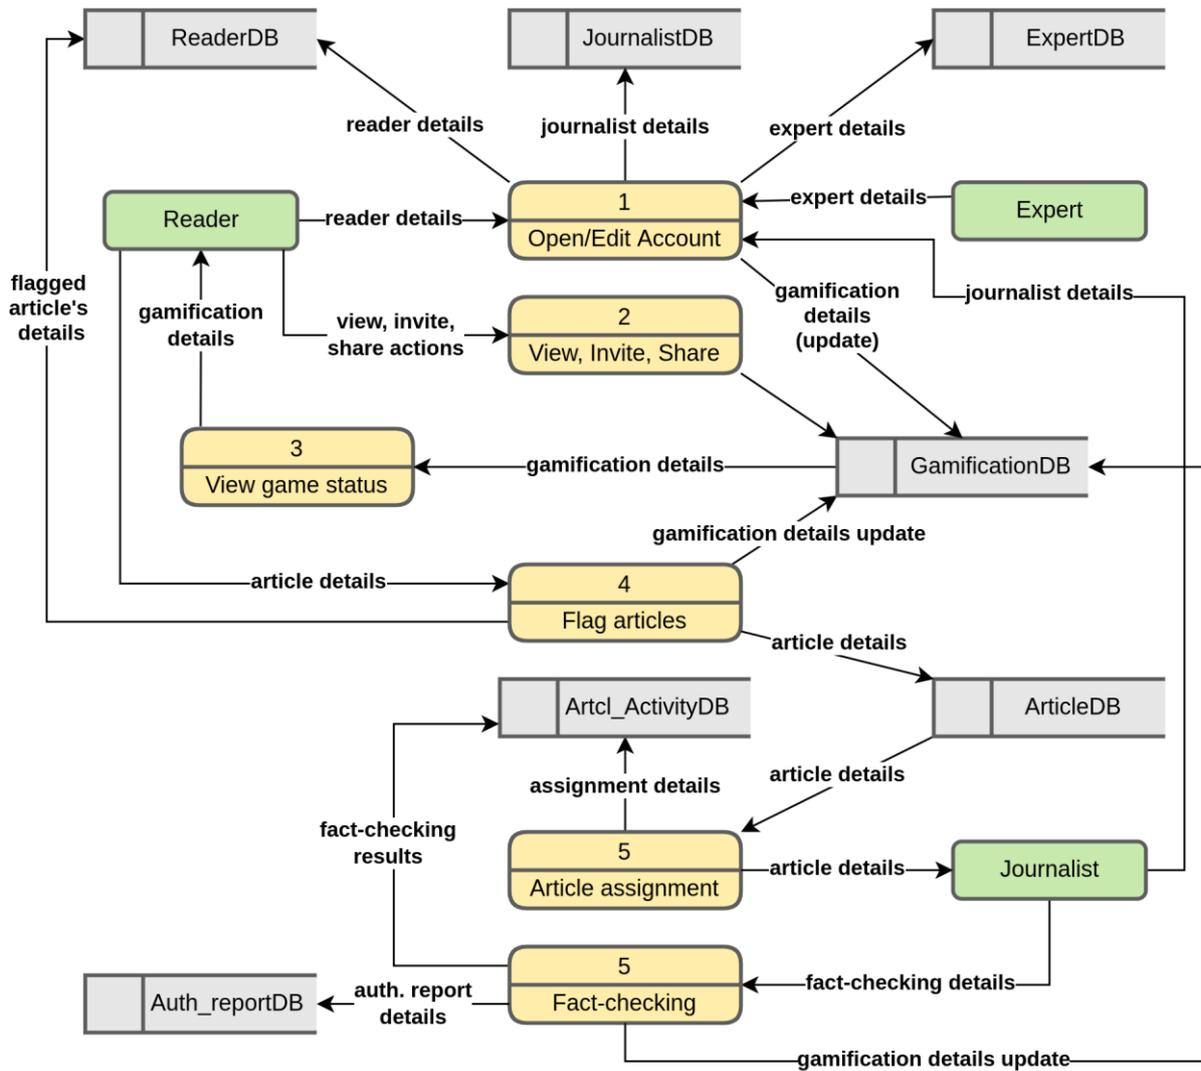 ReaderDB
JournalistDB
ExpertDB
reader details
journalist details
expert details
Reader
reader details
1
Open/Edit Account
expert details
Expert
flagged
article's
details
gamification
details
view, invite,
share actions
2
View, Invite, Share
gamification
details
(update)
journalist details
3
View game status
gamification details
GamificationDB
gamification details update
article details
4
Flag articles
article details
Artcl_ActivityDB
ArticleDB
assignment details
article details
fact-checking
results
5
Article assignment
article details
Journalist
5
Fact-checking
fact-checking details
Auth_reportDB
auth. report
details
gamification details update